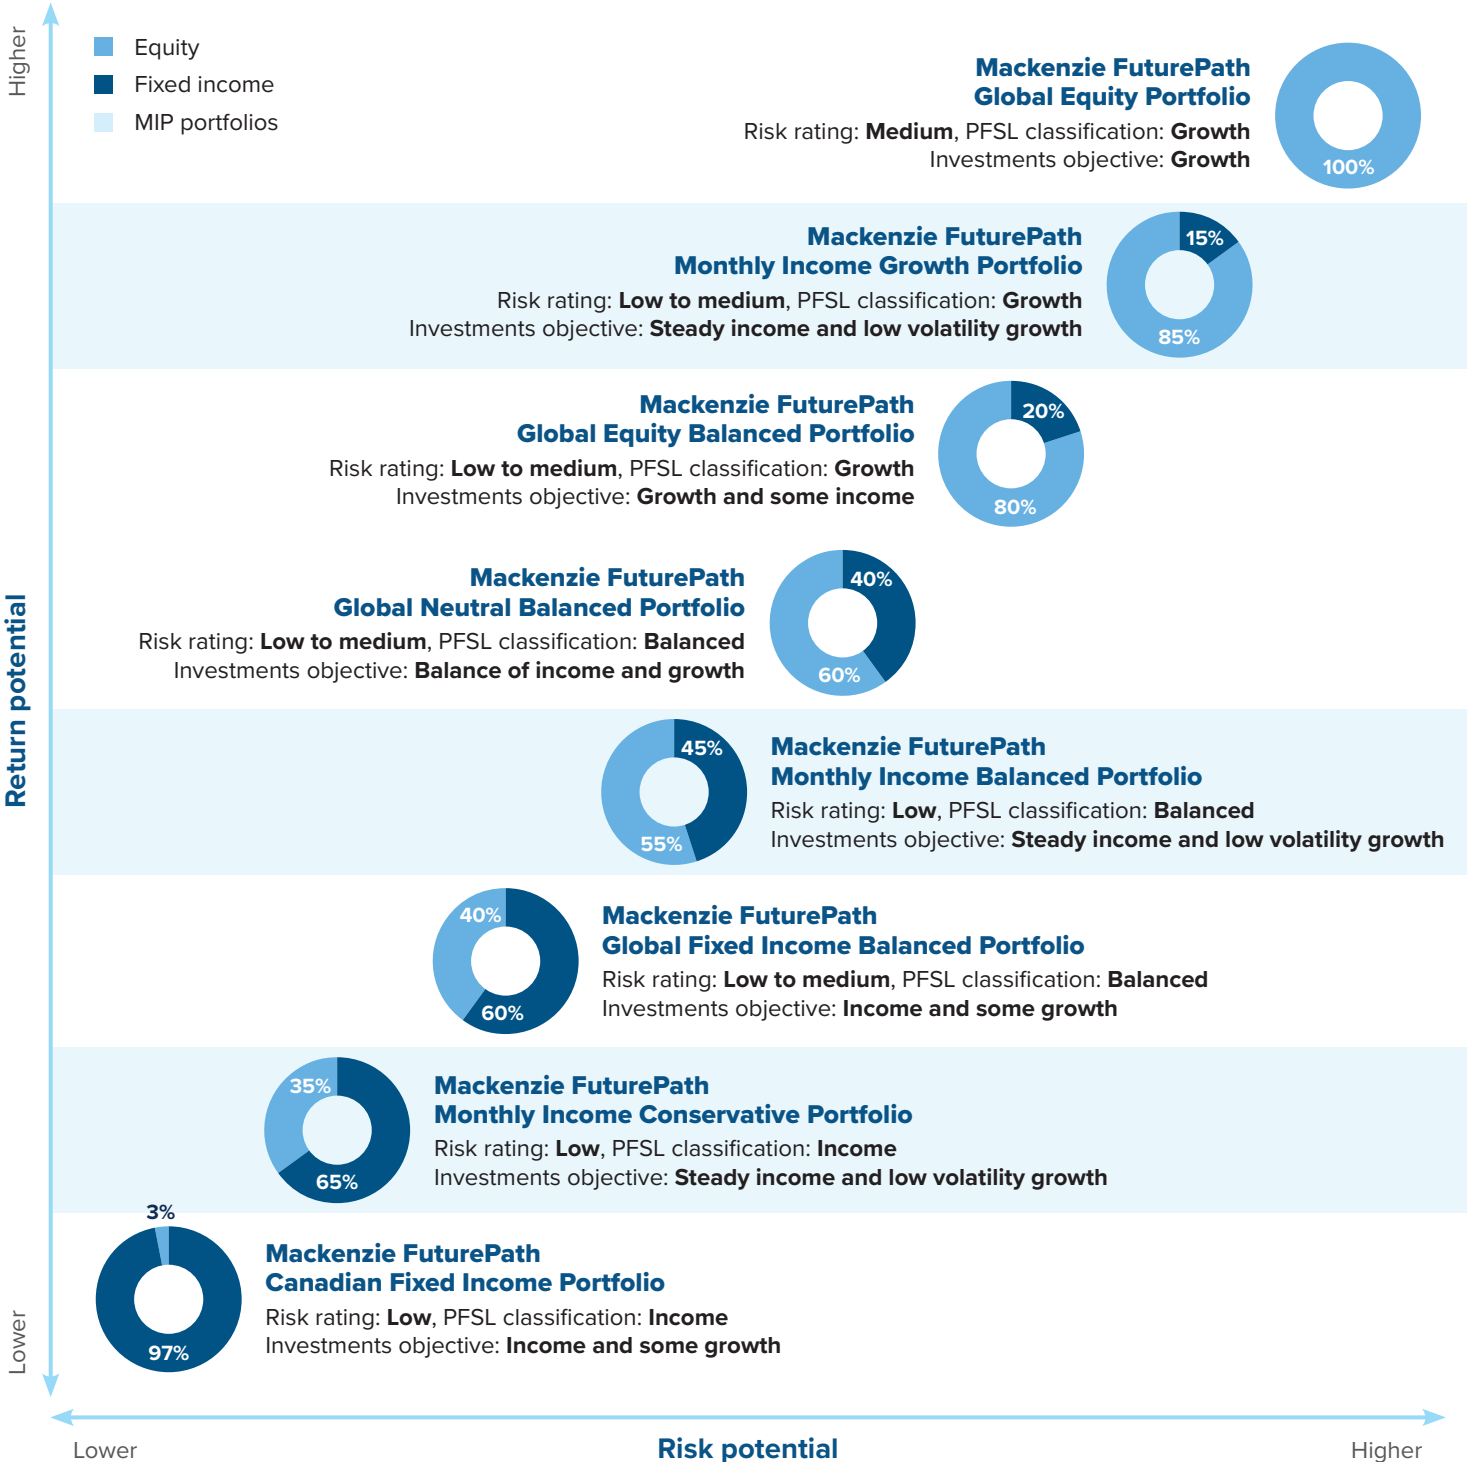 Higher
Equity
Fixed income
MIP portfolios
Mackenzie FuturePath
Global Equity Portfolio
Risk rating: Medium, PFSL classification: Growth
Investments objective: Growth
100%
Mackenzie FuturePath
Monthly Income Growth Portfolio
Risk rating: Low to medium, PFSL classification: Growth
Investments objective: Steady income and low volatility growth
15%
85%
Mackenzie FuturePath
Global Equity Balanced Portfolio
Risk rating: Low to medium, PFSL classification: Growth
Investments objective: Growth and some income
20%
80%
Mackenzie FuturePath
Global Neutral Balanced Portfolio
Risk rating: Low to medium, PFSL classification: Balanced
Investments objective: Balance of income and growth
40%
60%
Return potential
45%
55%
Mackenzie FuturePath
Monthly Income Balanced Portfolio
Risk rating: Low, PFSL classification: Balanced
Investments objective: Steady income and low volatility growth
40%
60%
Mackenzie FuturePath
Global Fixed Income Balanced Portfolio
Risk rating: Low to medium, PFSL classification: Balanced
Investments objective: Income and some growth
35%
65%
Mackenzie FuturePath
Monthly Income Conservative Portfolio
Risk rating: Low, PFSL classification: Income
Investments objective: Steady income and low volatility growth
3%
97%
Mackenzie FuturePath
Canadian Fixed Income Portfolio
Risk rating: Low, PFSL classification: Income
Investments objective: Income and some growth
Lower
Lower
Risk potential
Higher